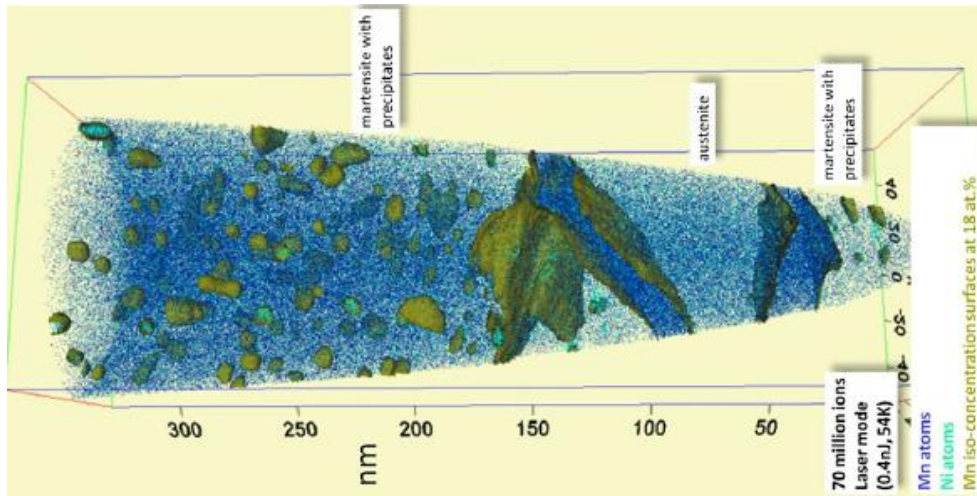 martensite with
precipitates
austenite
martensite with
precipitates
40
20
0
-20
-40
300
250
200
150
100
50
nm
70 million ions
Laser mode
(0.4nJ, 54K)
Mn atoms
Ni atoms
Mn iso-concentration surfaces at 18 at.%